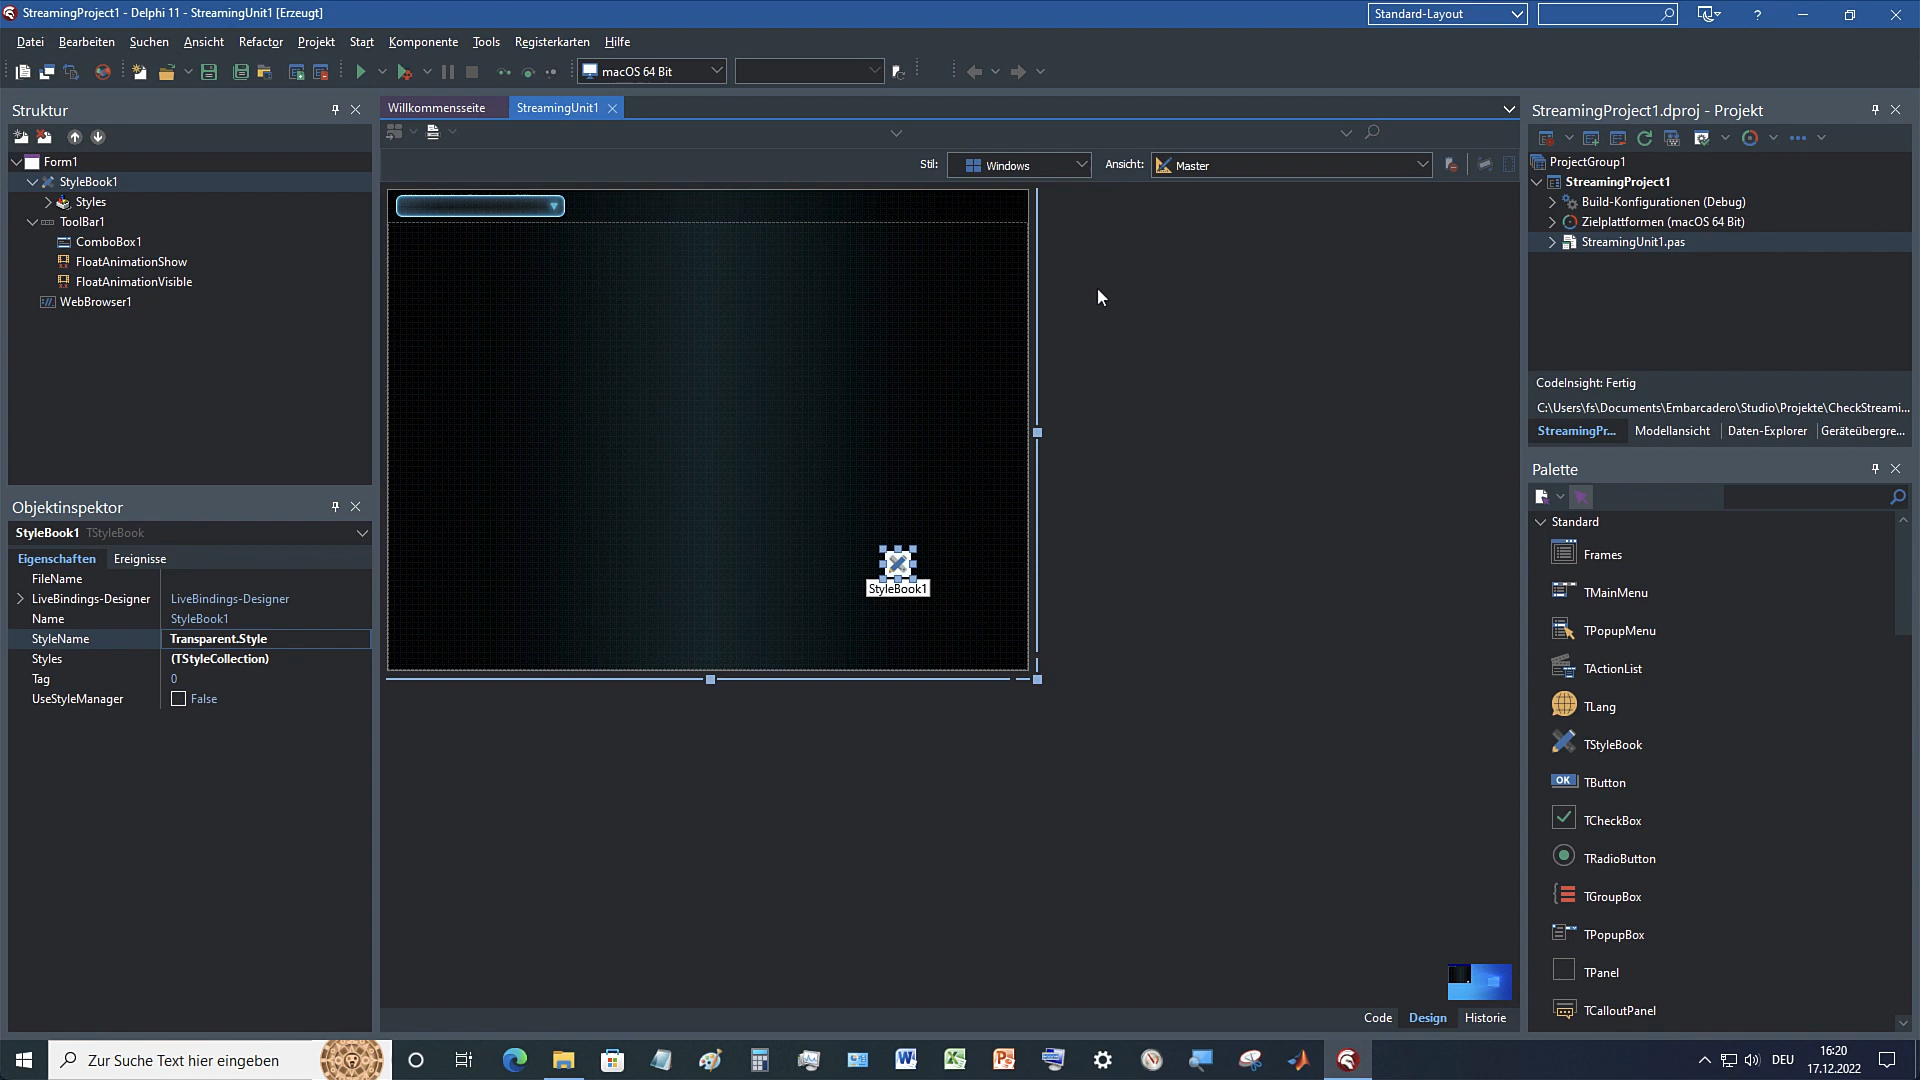 StreamingProject1 - Delphi 11 - StreamingUnit1 [Erzeugt]
Standard-Layout
?
Datei Bearbeiten Suchen Ansicht Refactor Projekt Start Komponente Tools Registerkarten Hilfe
macOS 64 Bit
Struktur
Form1
StyleBook1
Styles
ToolBar1
ComboBox1
FloatAnimationShow
FloatAnimationVisible
WebBrowser1
Objektinspektor
StyleBook1 TStyleBook
Eigenschaften Ereignisse
FileName
LiveBindings-Designer LiveBindings-Designer
Name StyleBook1
StyleName Transparent.Style
Styles (TStyleCollection)
Tag 0
UseStyleManager False
Willkommensseite StreamingUnit1
Stil: Windows Ansicht: Master
StyleBook1
Code Design Historie
StreamingProject1.dproj - Projekt
ProjectGroup1
StreamingProject1
Build-Konfigurationen (Debug)
Zielplattformen (macOS 64 Bit)
StreamingUnit1.pas
CodeInsight: Fertig
C:\Users\fs\Documents\Embarcadero\Studio\Projekte\CheckStreami...
StreamingPr... Modellansicht Daten-Explorer Geräteübergre...
Palette
Standard
Frames
TMainMenu
TPopupMenu
TActionList
TLang
TStyleBook
OK TButton
TCheckBox
TRadioButton
TGroupBox
TPopupBox
TPanel
TCalloutPanel
Zur Suche Text hier eingeben
DEU
16:20
17.12.2022